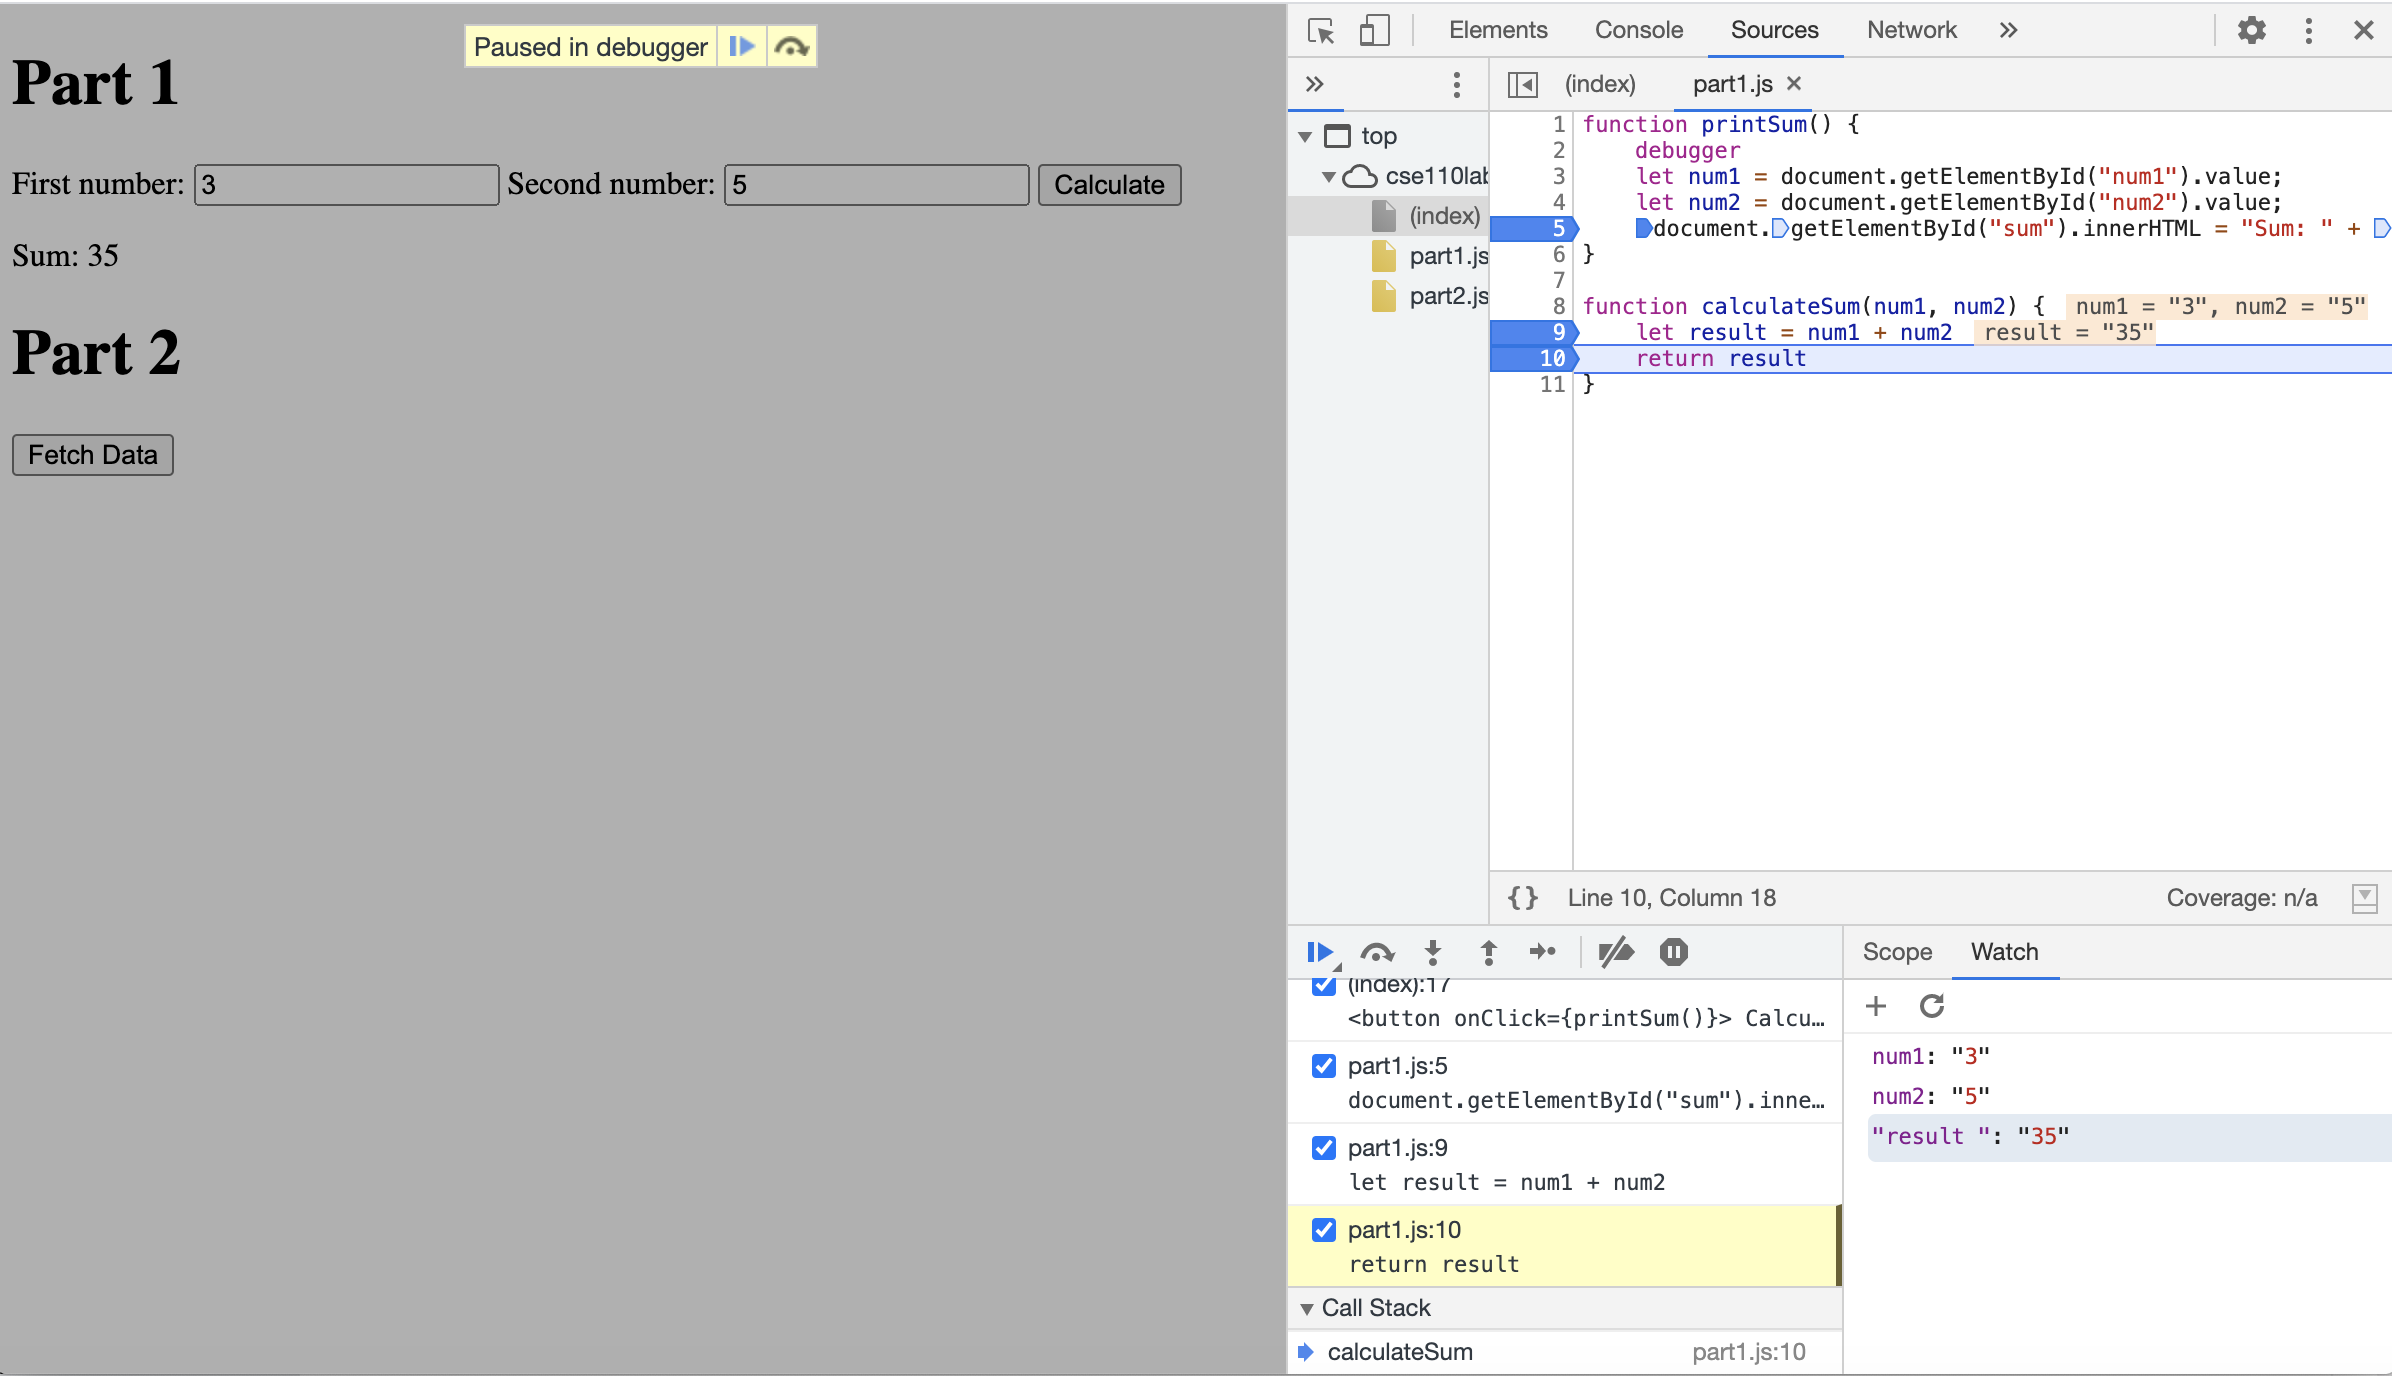 Paused in debugger
Part 1
First number: 3 Second number: 5 Calculate
Sum: 35
Part 2
Fetch Data
Elements Console Sources Network »
» (index) part1.js ×
top
cse110lab
(index)
part1.js
part2.js
1 function printSum() {
2 debugger
3 let num1 = document.getElementById("num1").value;
4 let num2 = document.getElementById("num2").value;
5 document.getElementById("sum").innerHTML = "Sum: " +
6 }
7
8 function calculateSum(num1, num2) { num1 = "3", num2 = "5"
9 let result = num1 + num2 result = "35"
10 return result
11 }
{} Line 10, Column 18 Coverage: n/a
(index):17
<button onClick={printSum()}> Calcu…
part1.js:5
document.getElementById("sum").inne…
part1.js:9
let result = num1 + num2
part1.js:10
return result
Call Stack
calculateSum part1.js:10
Scope Watch
num1: "3"
num2: "5"
"result ": "35"